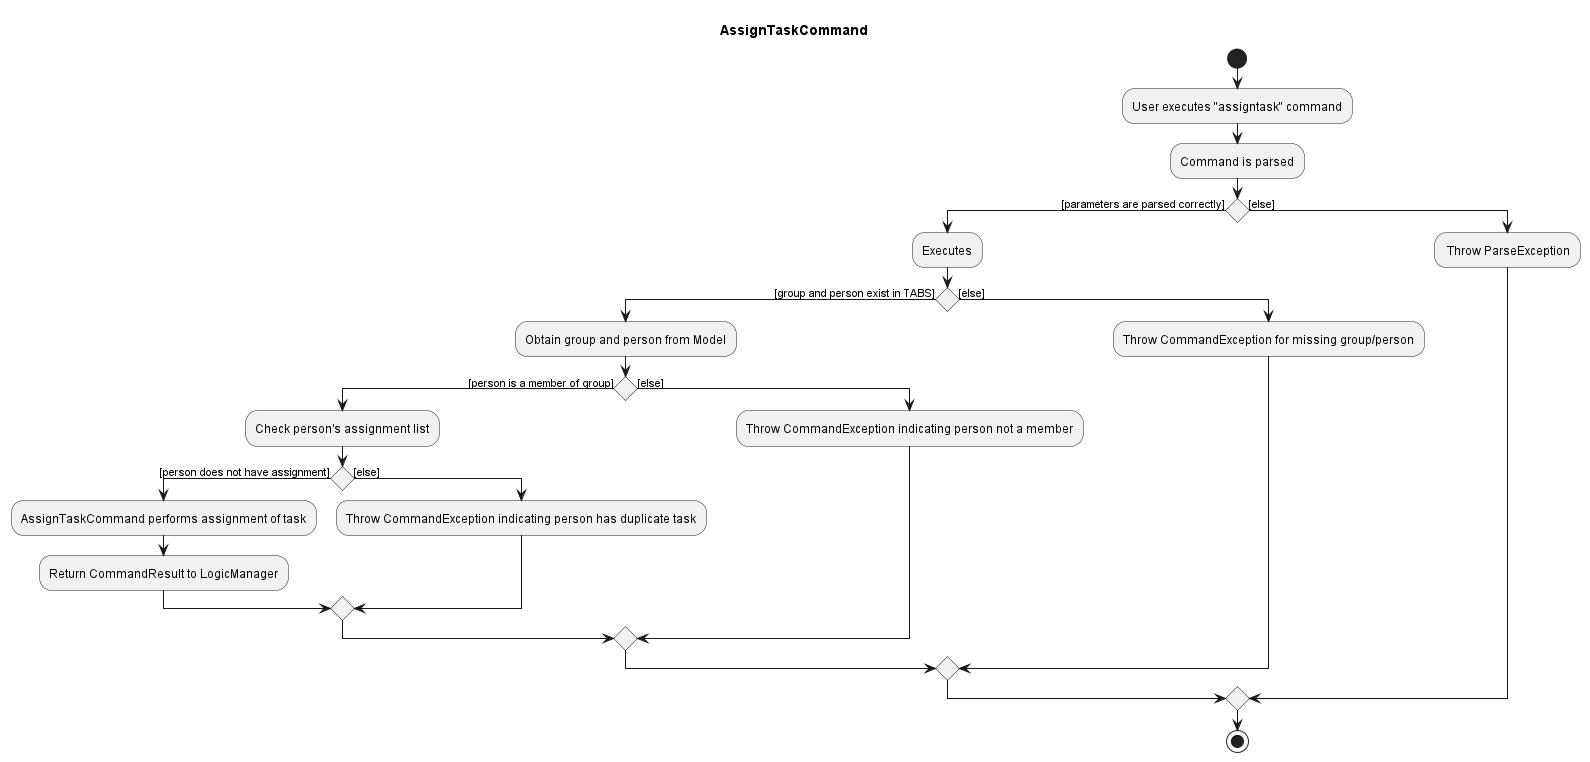 AssignTaskCommand
User executes "assigntask" command
Command is parsed
[parameters are parsed correctly]
[else]
Executes
Throw ParseException
[group and person exist in TABS]
[else]
Obtain group and person from Model
Throw CommandException for missing group/person
[person is a member of group]
[else]
Check person's assignment list
Throw CommandException indicating person not a member
[person does not have assignment]
[else]
AssignTaskCommand performs assignment of task
Throw CommandException indicating person has duplicate task
Return CommandResult to LogicManager